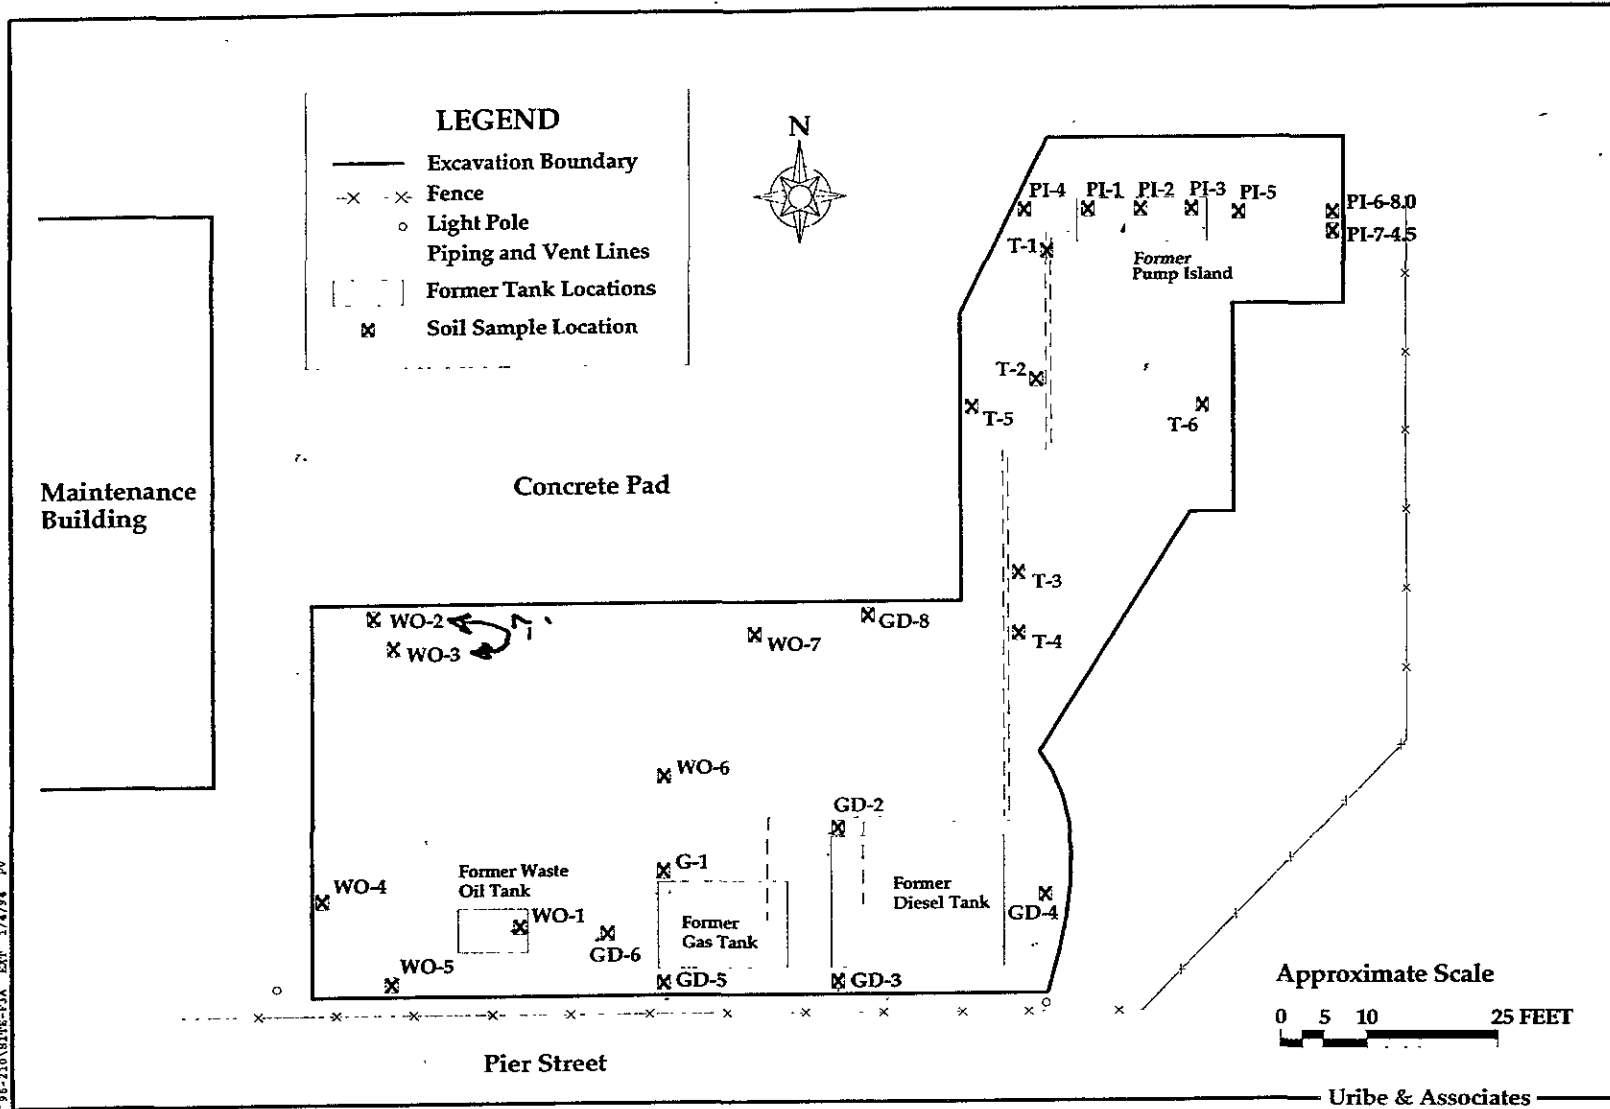 LEGEND
Excavation Boundary
Fence
Light Pole
Piping and Vent Lines
Former Tank Locations
Soil Sample Location
N
PI-4
PI-1
PI-2
PI-3
PI-5
PI-6-8.0
PI-7-4.5
T-1
Former
Pump Island
T-2
T-5
T-6
Maintenance
Building
Concrete Pad
T-3
T-4
WO-2
WO-3
WO-7
GD-8
WO-6
GD-2
G-1
Former Waste
Oil Tank
WO-4
WO-1
GD-6
Former
Gas Tank
Former
Diesel Tank
GD-4
WO-5
GD-5
GD-3
Approximate Scale
0 5 10 25 FEET
Pier Street
Uribe & Associates
EXT 1/4/94 pv